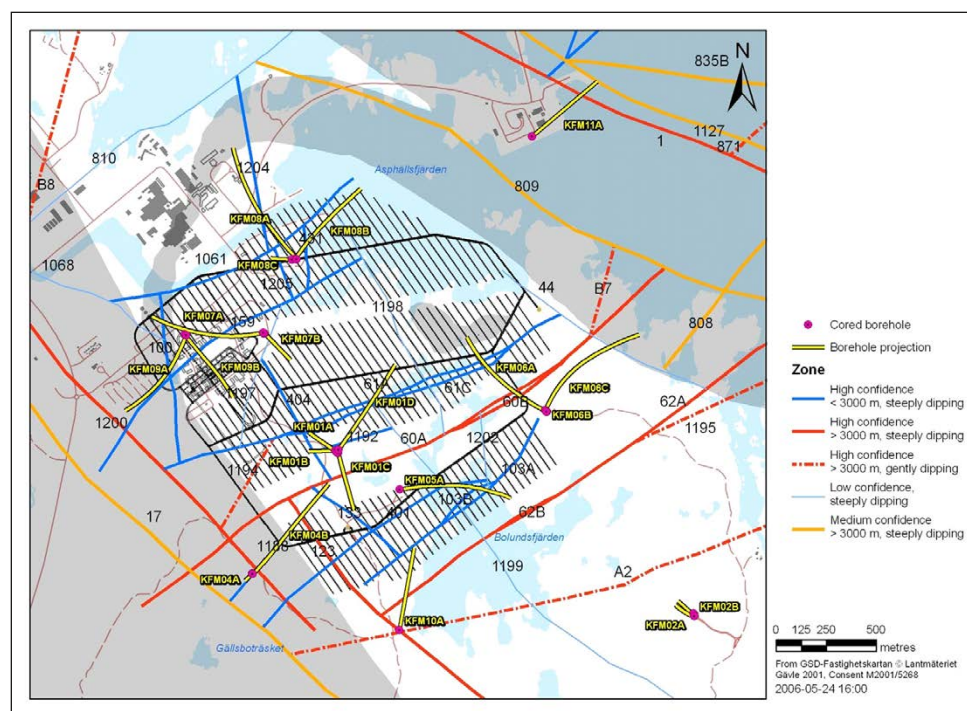 N
835B
1127
871
1
KFM11A
810
1204
B8
Asphällsfjärden
809
KFM08A
KFM08B
451
1061
KFM08C
1068
1205
B7
44
1198
808
KFM07A
159
100
KFM07B
KFM06A
KFM09A
KFM09B
61A
61C
KFM06C
1197
404
KFM01D
60B
62A
KFM06B
1200
KFM01A
1192
60A
1202
1195
KFM01B
KFM01C
1194
103A
KFM05A
103B
17
133
401
62B
KFM04B
Bolundsfjärden
1188
123
1199
KFM04A
A2
KFM02B
KFM10A
KFM02A
Gällsboträsket
Cored borehole
Borehole projection
Zone
High confidence
< 3000 m, steeply dipping
High confidence
> 3000 m, steeply dipping
High confidence
> 3000 m, gently dipping
Low confidence,
steeply dipping
Medium confidence
> 3000 m, steeply dipping
0 125 250 500
metres
From GSD-Fastighetskartan © Lantmäteriet
Gävle 2001, Consent M2001/5268
2006-05-24 16:00